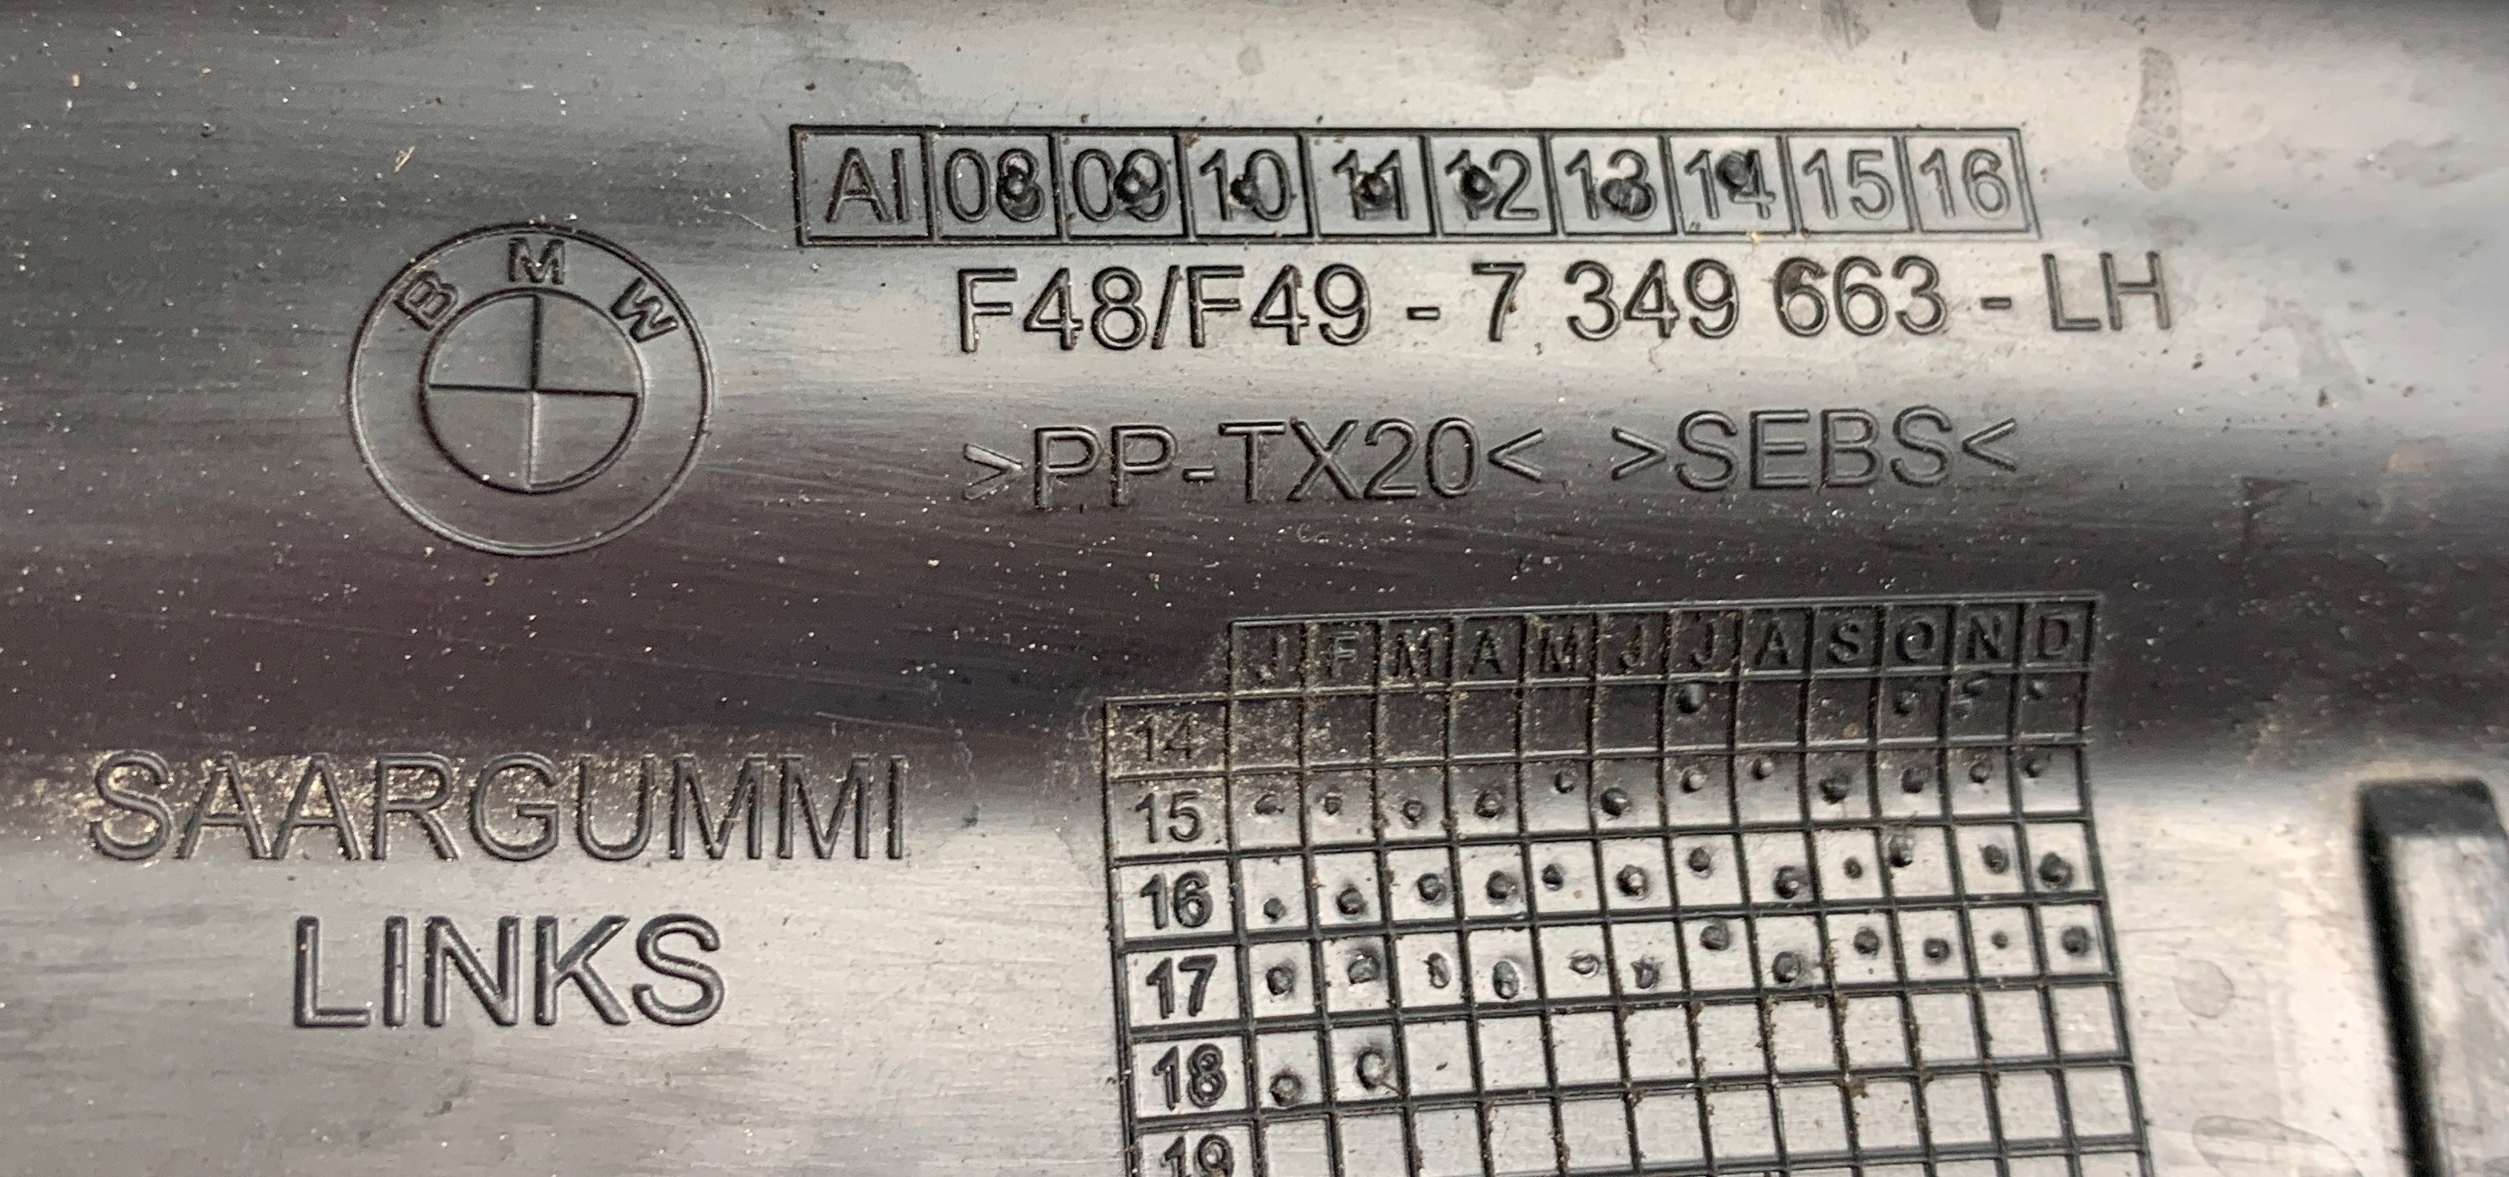 AI 08 09 10 11 12 13 14 15 16
BMW
F48/F49 - 7 349 663 - LH
>PP-TX20< >SEBS<
J F M A M J J A S O N D
14
SAARGUMMI
15
16
LINKS
17
18
19